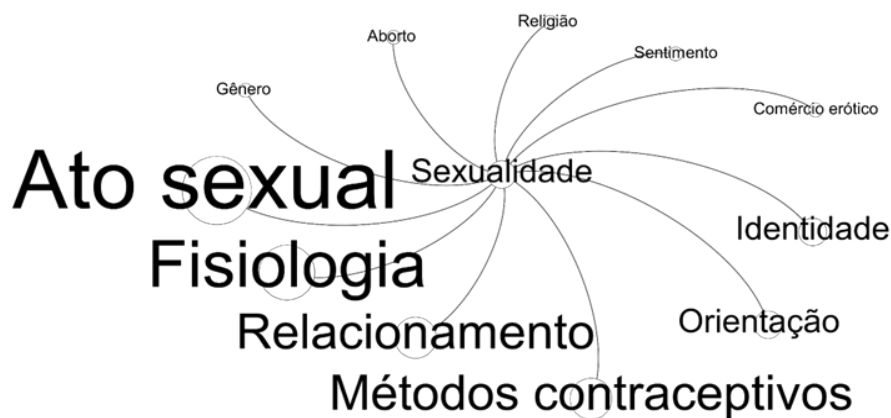 Religião
Aborto
Sentimento
Gênero
Comércio erótico
Ato sexual
Sexualidade
Identidade
Fisiologia
Orientação
Relacionamento
Métodos contraceptivos